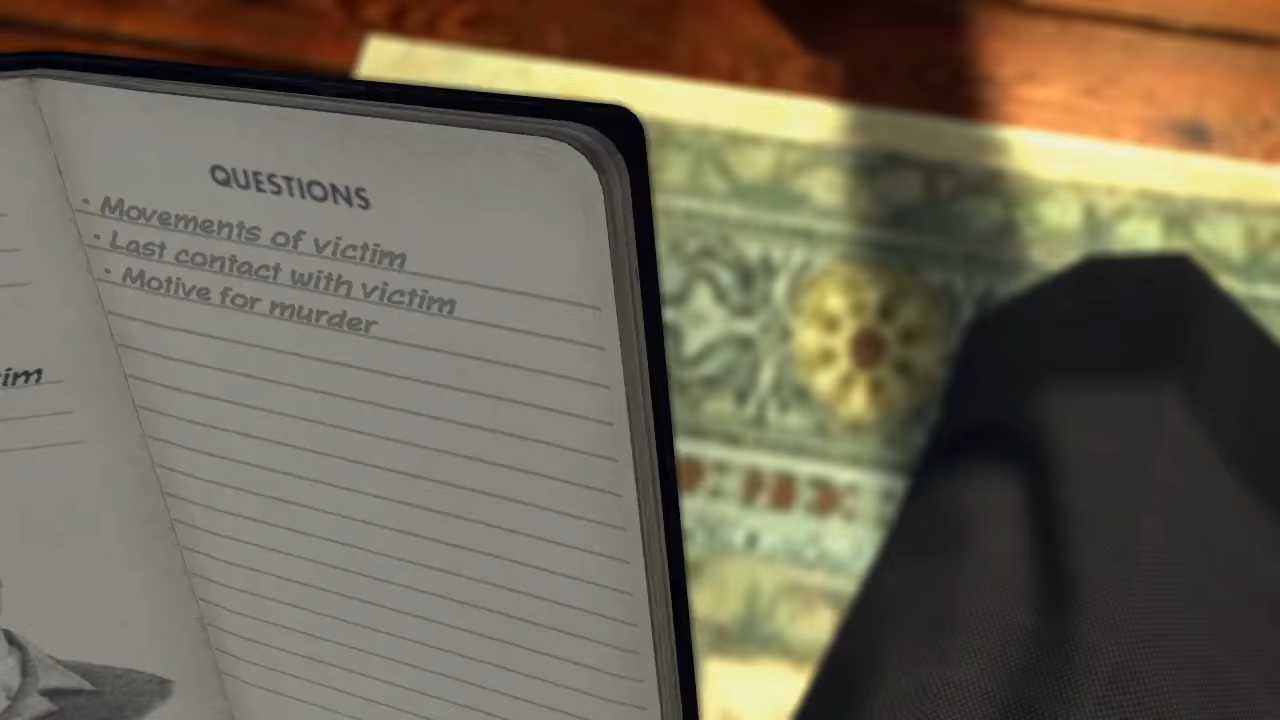 QUESTIONS
• Movements of victim
• Last contact with victim
• Motive for murder